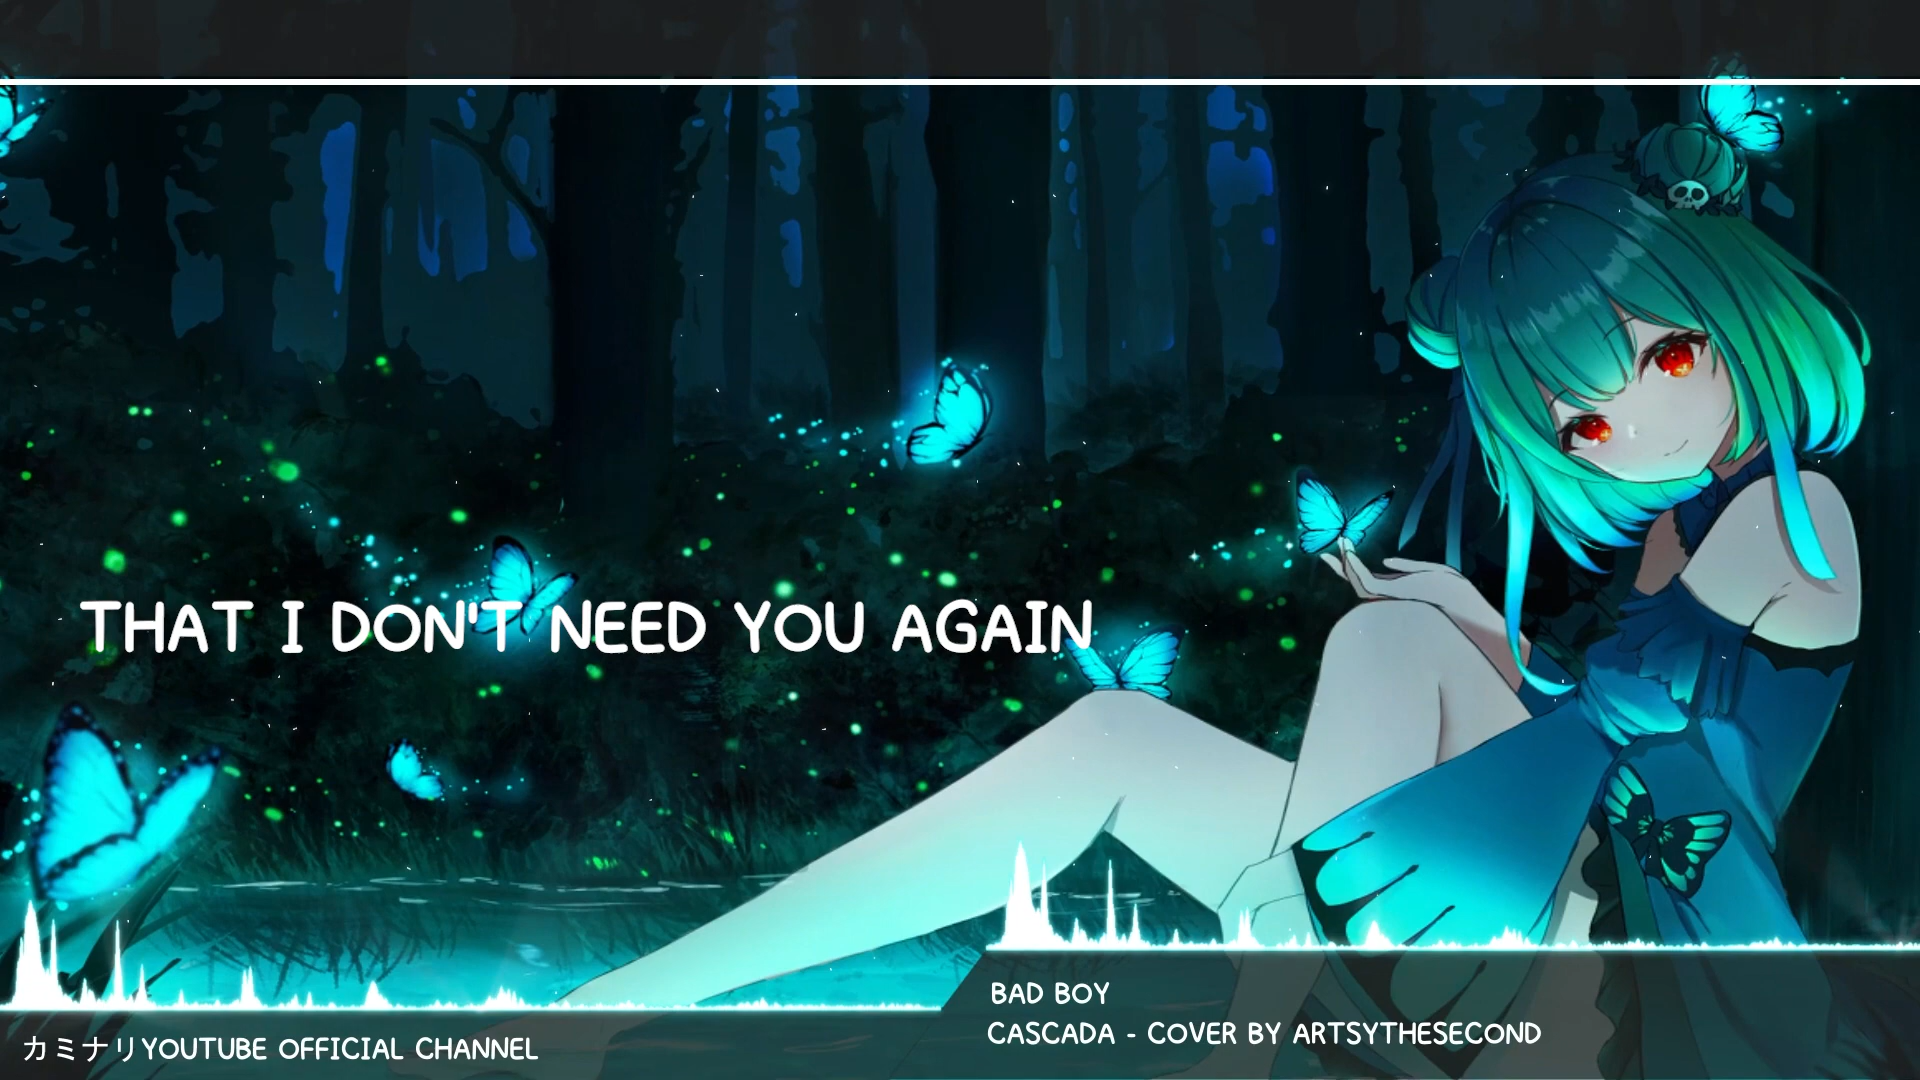 THAT I DON'T NEED YOU AGAIN
BAD BOY
CASCADA - COVER BY ARTSYTHESECOND
カミナリYOUTUBE OFFICIAL CHANNEL